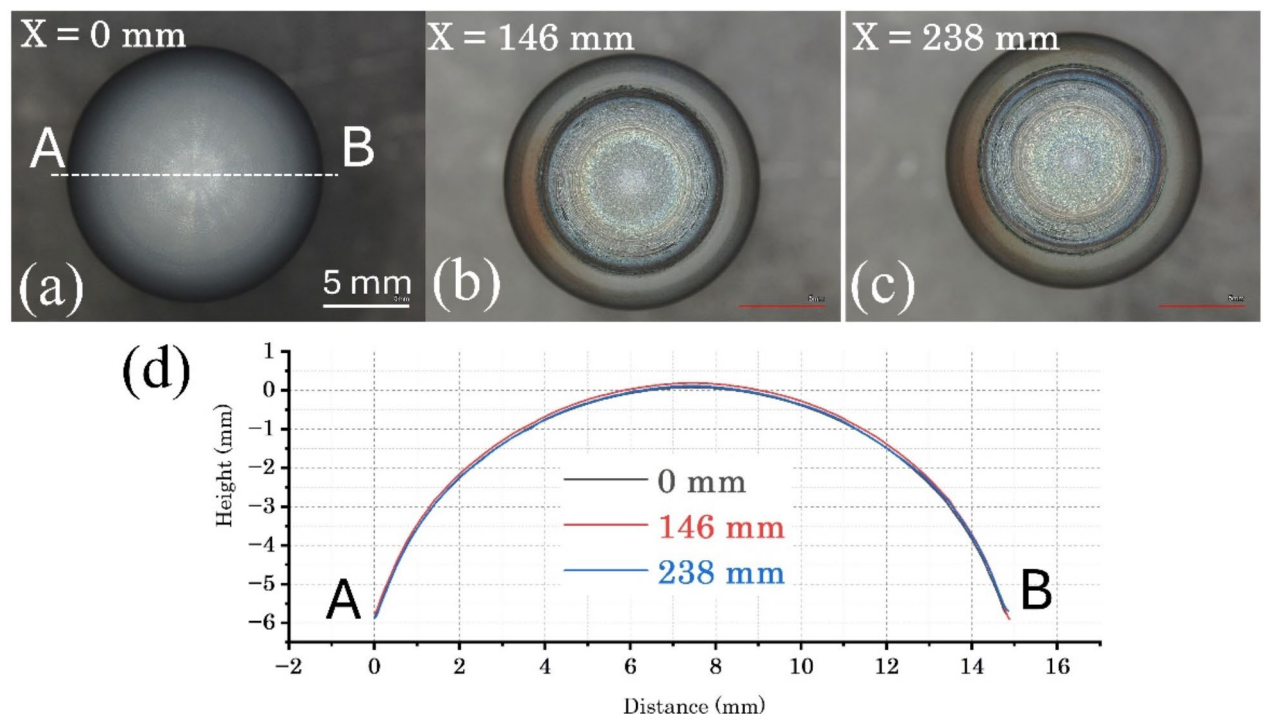 X = 0 mm
A
B
(a)
5 mm
X = 146 mm
(b)
X = 238 mm
(c)
(d)
1
0
−1
−2
−3
−4
−5
−6
Height (mm)
0 mm
146 mm
238 mm
A
B
−2 0 2 4 6 8 10 12 14 16
Distance (mm)